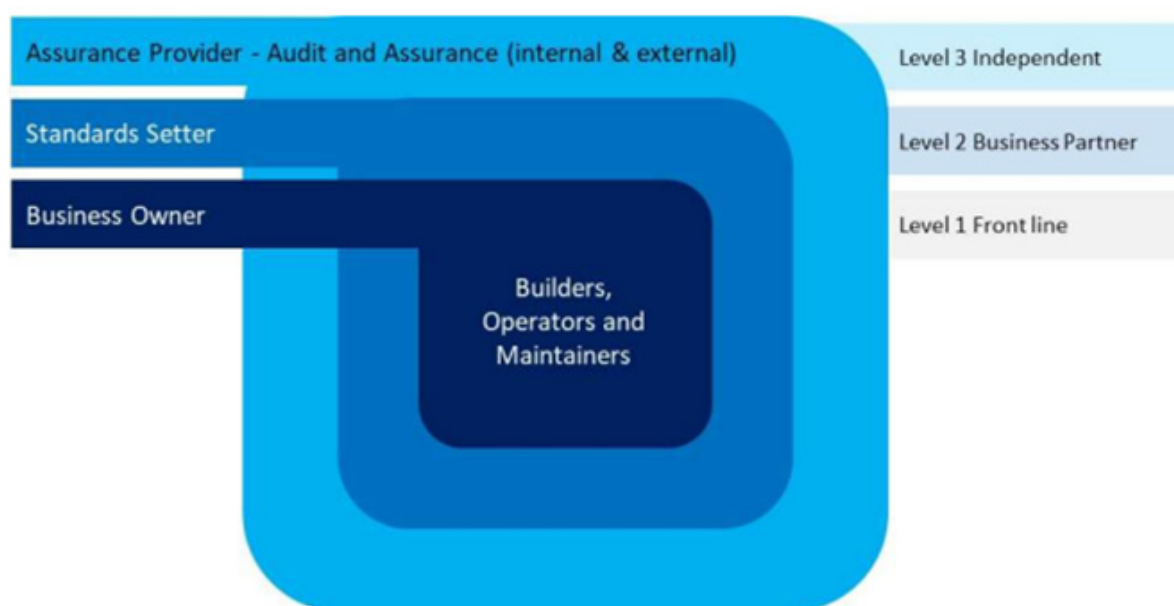 Assurance Provider - Audit and Assurance (internal & external)
Level 3 Independent
Standards Setter
Level 2 Business Partner
Business Owner
Level 1 Front line
Builders,
Operators and
Maintainers